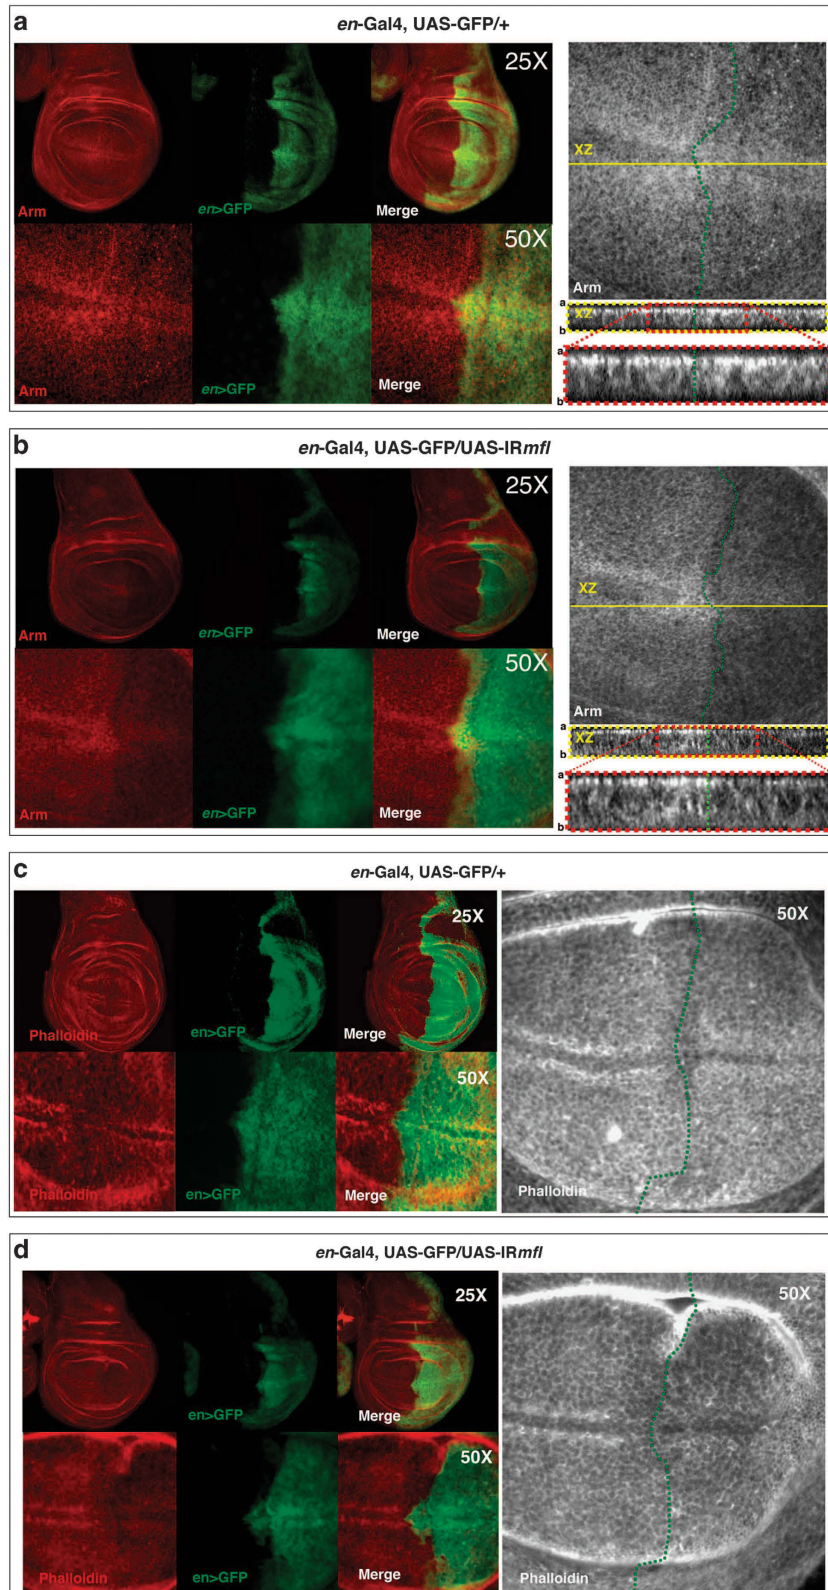 a
en-Gal4, UAS-GFP/+
25X
Arm
en>GFP
Merge
50X
Arm
en>GFP
Merge
XZ
Arm
a
XZ
b
a
b
b
en-Gal4, UAS-GFP/UAS-IRmfl
25X
Arm
en>GFP
Merge
50X
Arm
en>GFP
Merge
XZ
Arm
a
XZ
b
a
b
c
en-Gal4, UAS-GFP/+
25X
Phalloidin
en>GFP
Merge
50X
Phalloidin
en>GFP
Merge
50X
Phalloidin
d
en-Gal4, UAS-GFP/UAS-IRmfl
25X
Phalloidin
en>GFP
Merge
50X
Phalloidin
en>GFP
Merge
50X
Phalloidin